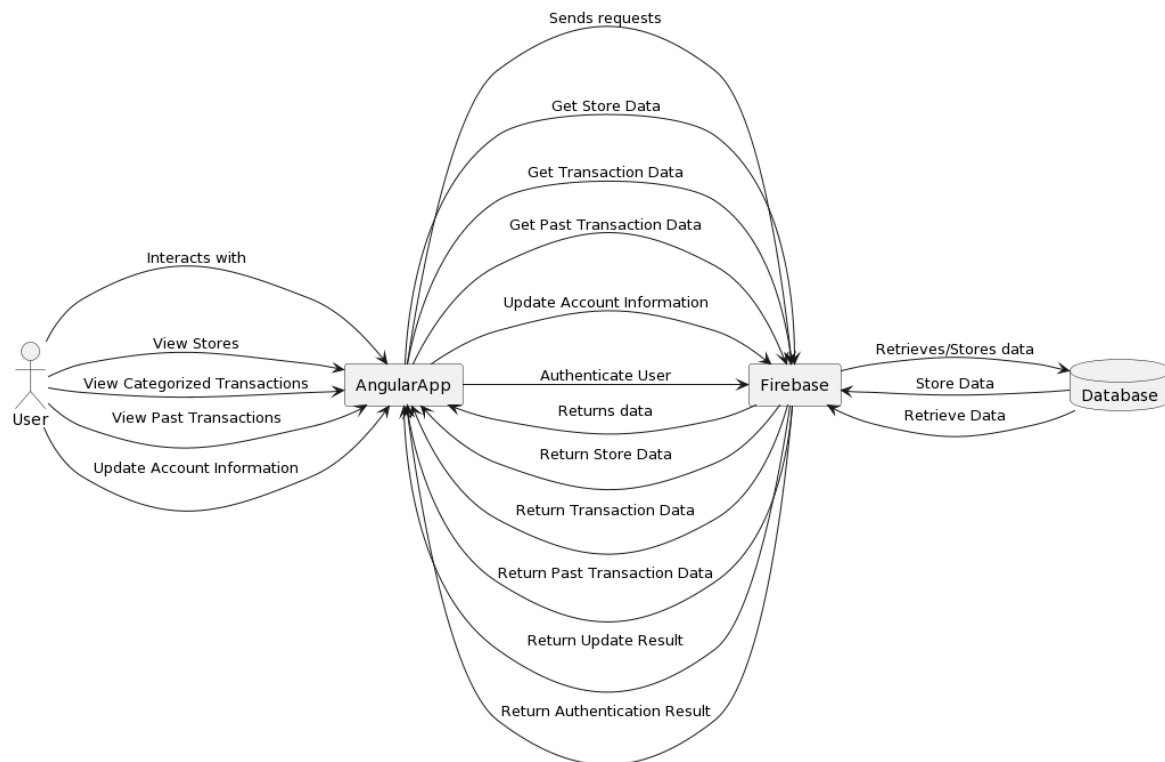 Sends requests
Get Store Data
Get Transaction Data
Get Past Transaction Data
Interacts with
Update Account Information
View Stores
Retrieves/Stores data
Authenticate User
View Categorized Transactions
Store Data
User
AngularApp
Firebase
Database
Returns data
View Past Transactions
Retrieve Data
Return Store Data
Update Account Information
Return Transaction Data
Return Past Transaction Data
Return Update Result
Return Authentication Result